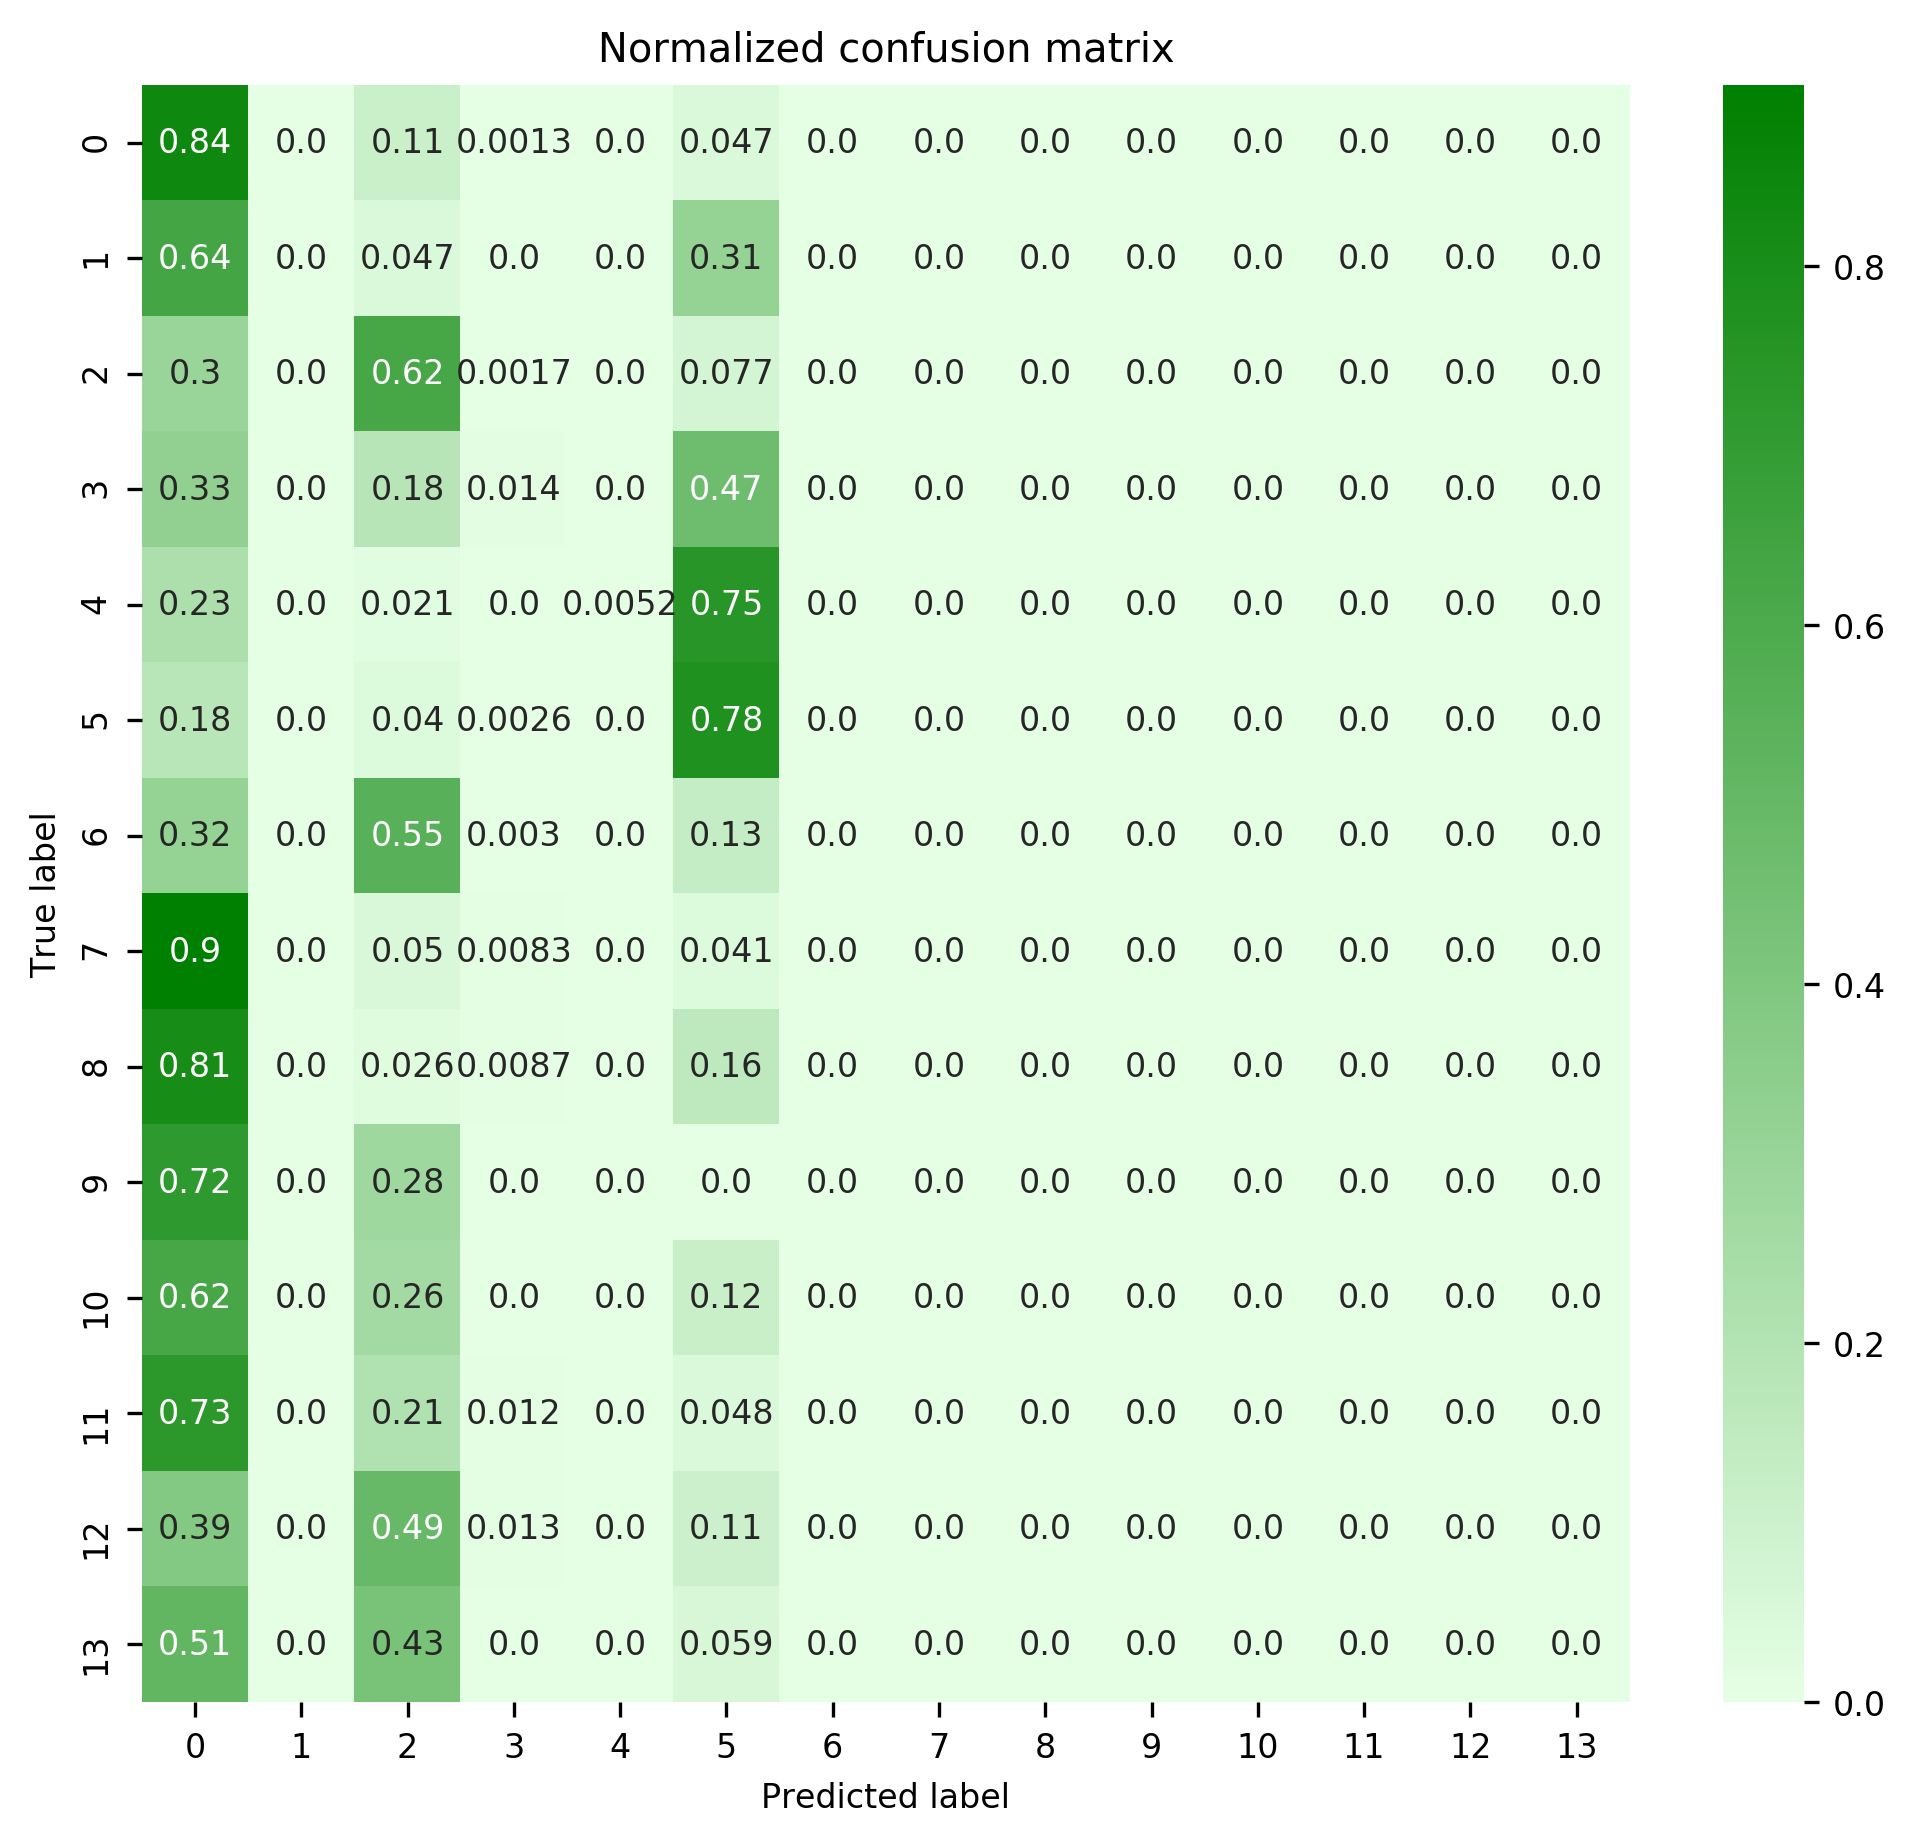 Normalized confusion matrix
0 0.84 0.0 0.11 0.0013 0.0 0.047 0.0 0.0 0.0 0.0 0.0 0.0 0.0 0.0
1 0.64 0.0 0.047 0.0 0.0 0.31 0.0 0.0 0.0 0.0 0.0 0.0 0.0 0.0
2 0.3 0.0 0.62 0.0017 0.0 0.077 0.0 0.0 0.0 0.0 0.0 0.0 0.0 0.0
3 0.33 0.0 0.18 0.014 0.0 0.47 0.0 0.0 0.0 0.0 0.0 0.0 0.0 0.0
4 0.23 0.0 0.021 0.0 0.0052 0.75 0.0 0.0 0.0 0.0 0.0 0.0 0.0 0.0
5 0.18 0.0 0.04 0.0026 0.0 0.78 0.0 0.0 0.0 0.0 0.0 0.0 0.0 0.0
6 0.32 0.0 0.55 0.003 0.0 0.13 0.0 0.0 0.0 0.0 0.0 0.0 0.0 0.0
7 0.9 0.0 0.05 0.0083 0.0 0.041 0.0 0.0 0.0 0.0 0.0 0.0 0.0 0.0
8 0.81 0.0 0.026 0.0087 0.0 0.16 0.0 0.0 0.0 0.0 0.0 0.0 0.0 0.0
9 0.72 0.0 0.28 0.0 0.0 0.0 0.0 0.0 0.0 0.0 0.0 0.0 0.0 0.0
10 0.62 0.0 0.26 0.0 0.0 0.12 0.0 0.0 0.0 0.0 0.0 0.0 0.0 0.0
11 0.73 0.0 0.21 0.012 0.0 0.048 0.0 0.0 0.0 0.0 0.0 0.0 0.0 0.0
12 0.39 0.0 0.49 0.013 0.0 0.11 0.0 0.0 0.0 0.0 0.0 0.0 0.0 0.0
13 0.51 0.0 0.43 0.0 0.0 0.059 0.0 0.0 0.0 0.0 0.0 0.0 0.0 0.0
0 1 2 3 4 5 6 7 8 9 10 11 12 13
Predicted label
True label
0.8
0.6
0.4
0.2
0.0